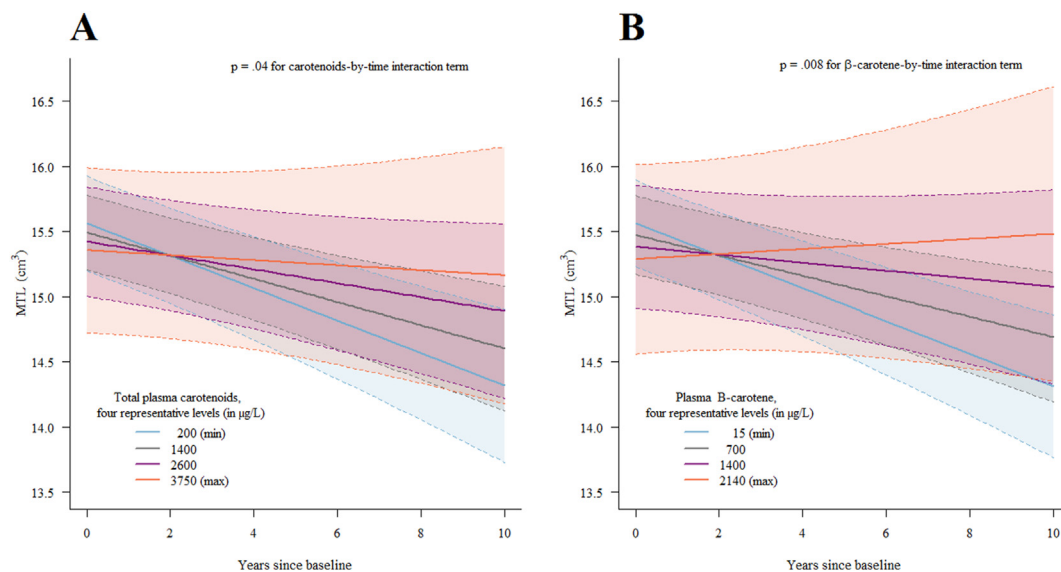 A
p = .04 for carotenoids-by-time interaction term
16.5
16.0
15.5
15.0
14.5
14.0
13.5
MTL (cm³)
Total plasma carotenoids,
four representative levels (in µg/L)
200 (min)
1400
2600
3750 (max)
0 2 4 6 8 10
Years since baseline
B
p = .008 for β-carotene-by-time interaction term
16.5
16.0
15.5
15.0
14.5
14.0
13.5
MTL (cm³)
Plasma B-carotene,
four representative levels (in µg/L)
15 (min)
700
1400
2140 (max)
0 2 4 6 8 10
Years since baseline